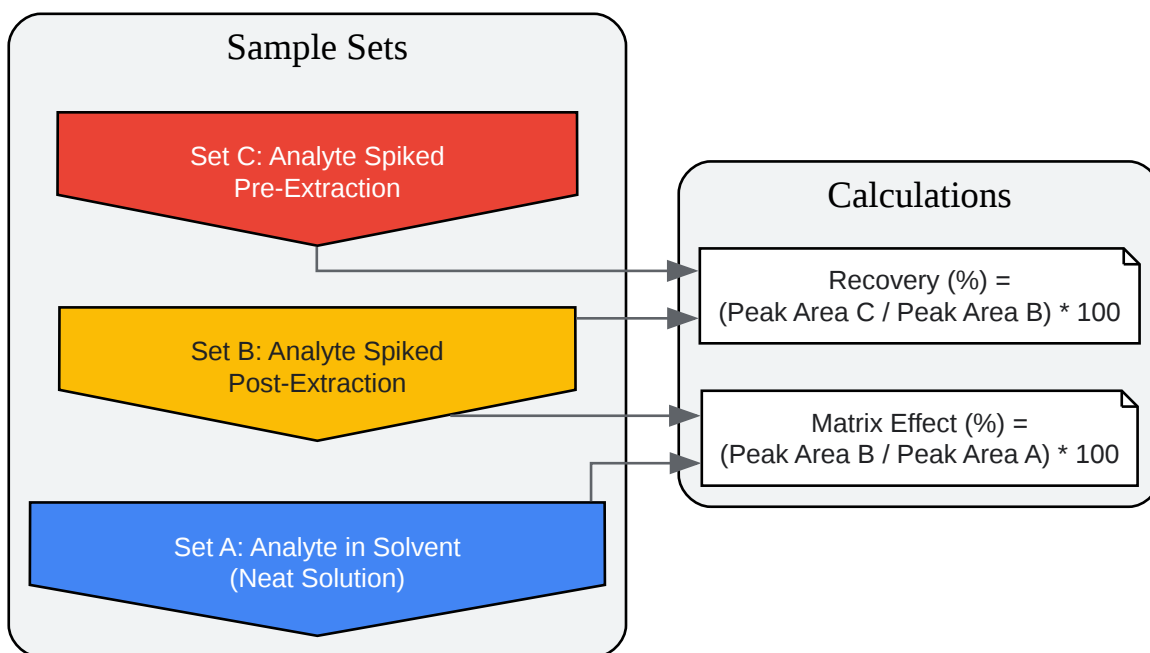 Sample Sets
Set C: Analyte Spiked
Pre-Extraction
Set B: Analyte Spiked
Post-Extraction
Set A: Analyte in Solvent
(Neat Solution)
Calculations
Recovery (%) =
(Peak Area C / Peak Area B) * 100
Matrix Effect (%) =
(Peak Area B / Peak Area A) * 100